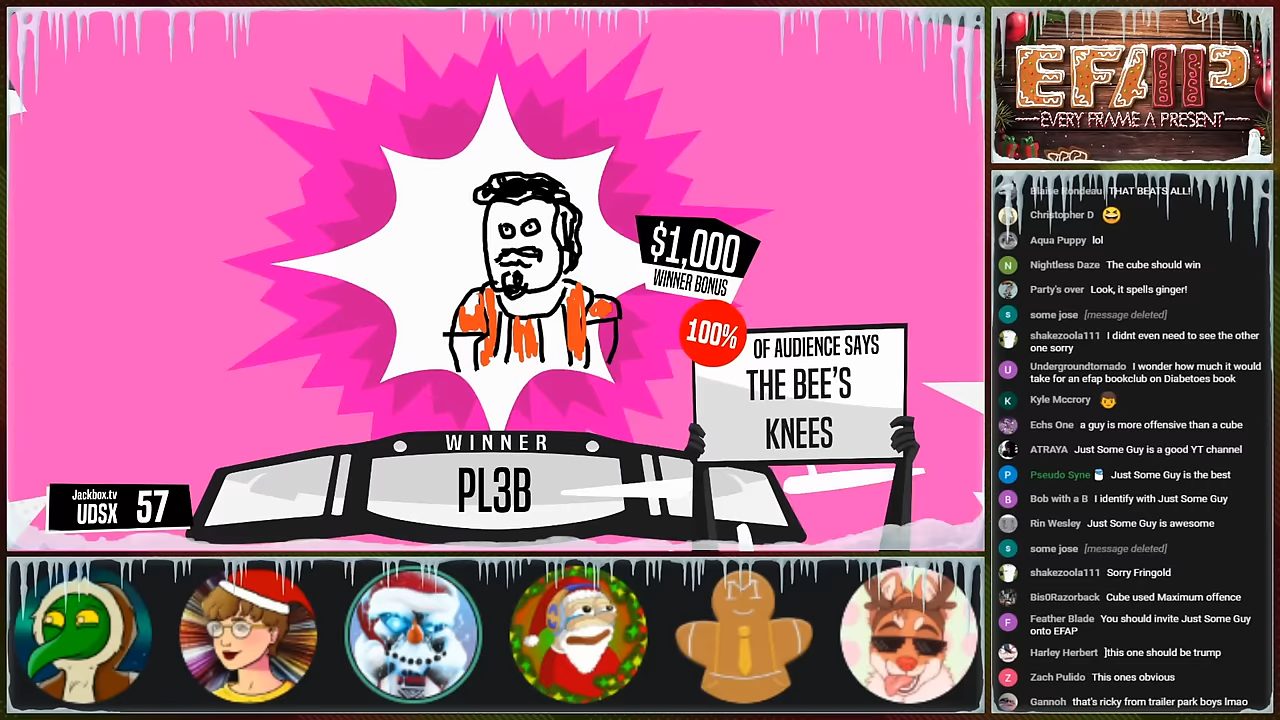 $1,000
WINNER BONUS
100%
OF AUDIENCE SAYS
THE BEE'S
KNEES
WINNER
PL3B
Jackbox.tv
UDSX
57
EFAP
EVERY FRAME A PRESENT
Blaise Rondeau THAT BEATS ALL!
Christopher D
Aqua Puppy lol
N Nightless Daze The cube should win
Party's over Look, it spells ginger!
s some jose [message deleted]
shakezoola111 I didnt even need to see the other
one sorry
U Undergroundtornado I wonder how much it would
take for an efap bookclub on Diabetoes book
K Kyle Mccrory
Echs One a guy is more offensive than a cube
ATRAYA Just Some Guy is a good YT channel
P Pseudo Syne Just Some Guy is the best
B Bob with a B I identify with Just Some Guy
Rin Wesley Just Some Guy is awesome
s some jose [message deleted]
shakezoola111 Sorry Fringold
Bis0Razorback Cube used Maximum offence
F Feather Blade You should invite Just Some Guy
onto EFAP
Harley Herbert ]this one should be trump
Z Zach Pulido This ones obvious
Gannoh that's ricky from trailer park boys lmao
M